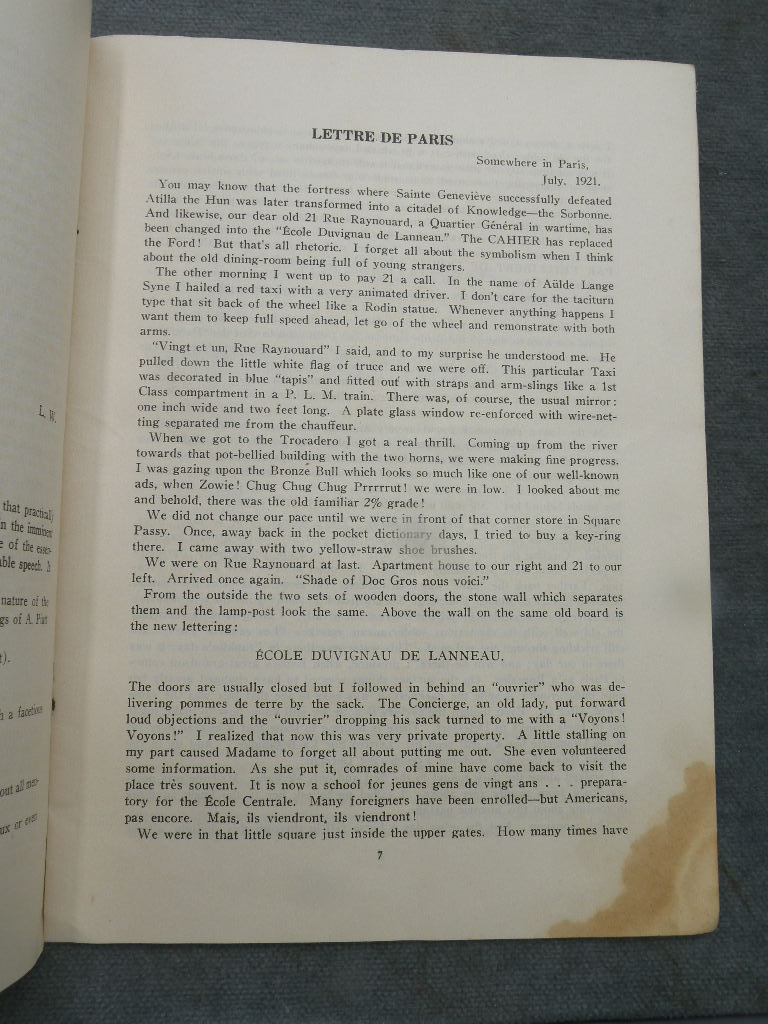 L. W.
that practically
n the imminent
e of the essen-
able speech. It
nature of the
gs of A. Piatt
t).
h a facetious
out all men-
ux or even
LETTRE DE PARIS
Somewhere in Paris,
July, 1921.
You may know that the fortress where Sainte Geneviève successfully defeated
Atilla the Hun was later transformed into a citadel of Knowledge—the Sorbonne.
And likewise, our dear old 21 Rue Raynouard, a Quartier Général in wartime, has
been changed into the “École Duvignau de Lanneau.” The CAHIER has replaced
the Ford! But that’s all rhetoric. I forget all about the symbolism when I think
about the old dining-room being full of young strangers.
The other morning I went up to pay 21 a call. In the name of Aülde Lange
Syne I hailed a red taxi with a very animated driver. I don’t care for the taciturn
type that sit back of the wheel like a Rodin statue. Whenever anything happens I
want them to keep full speed ahead, let go of the wheel and remonstrate with both
arms.
“Vingt et un, Rue Raynouard” I said, and to my surprise he understood me. He
pulled down the little white flag of truce and we were off. This particular Taxi
was decorated in blue “tapis” and fitted out with straps and arm-slings like a 1st
Class compartment in a P. L. M. train. There was, of course, the usual mirror:
one inch wide and two feet long. A plate glass window re-enforced with wire-net-
ting separated me from the chauffeur.
When we got to the Trocadero I got a real thrill. Coming up from the river
towards that pot-bellied building with the two horns, we were making fine progress.
I was gazing upon the Bronze Bull which looks so much like one of our well-known
ads, when Zowie! Chug Chug Chug Prrrrrut! we were in low. I looked about me
and behold, there was the old familiar 2% grade!
We did not change our pace until we were in front of that corner store in Square
Passy. Once, away back in the pocket dictionary days, I tried to buy a key-ring
there. I came away with two yellow-straw shoe brushes.
We were on Rue Raynouard at last. Apartment house to our right and 21 to our
left. Arrived once again. “Shade of Doc Gros nous voici.”
From the outside the two sets of wooden doors, the stone wall which separates
them and the lamp-post look the same. Above the wall on the same old board is
the new lettering:
ÉCOLE DUVIGNAU DE LANNEAU.
The doors are usually closed but I followed in behind an “ouvrier” who was de-
livering pommes de terre by the sack. The Concierge, an old lady, put forward
loud objections and the “ouvrier” dropping his sack turned to me with a “Voyons!
Voyons!” I realized that now this was very private property. A little stalling on
my part caused Madame to forget all about putting me out. She even volunteered
some information. As she put it, comrades of mine have come back to visit the
place très souvent. It is now a school for jeunes gens de vingt ans . . . prepara-
tory for the École Centrale. Many foreigners have been enrolled—but Americans,
pas encore. Mais, ils viendront, ils viendront!
We were in that little square just inside the upper gates. How many times have
7